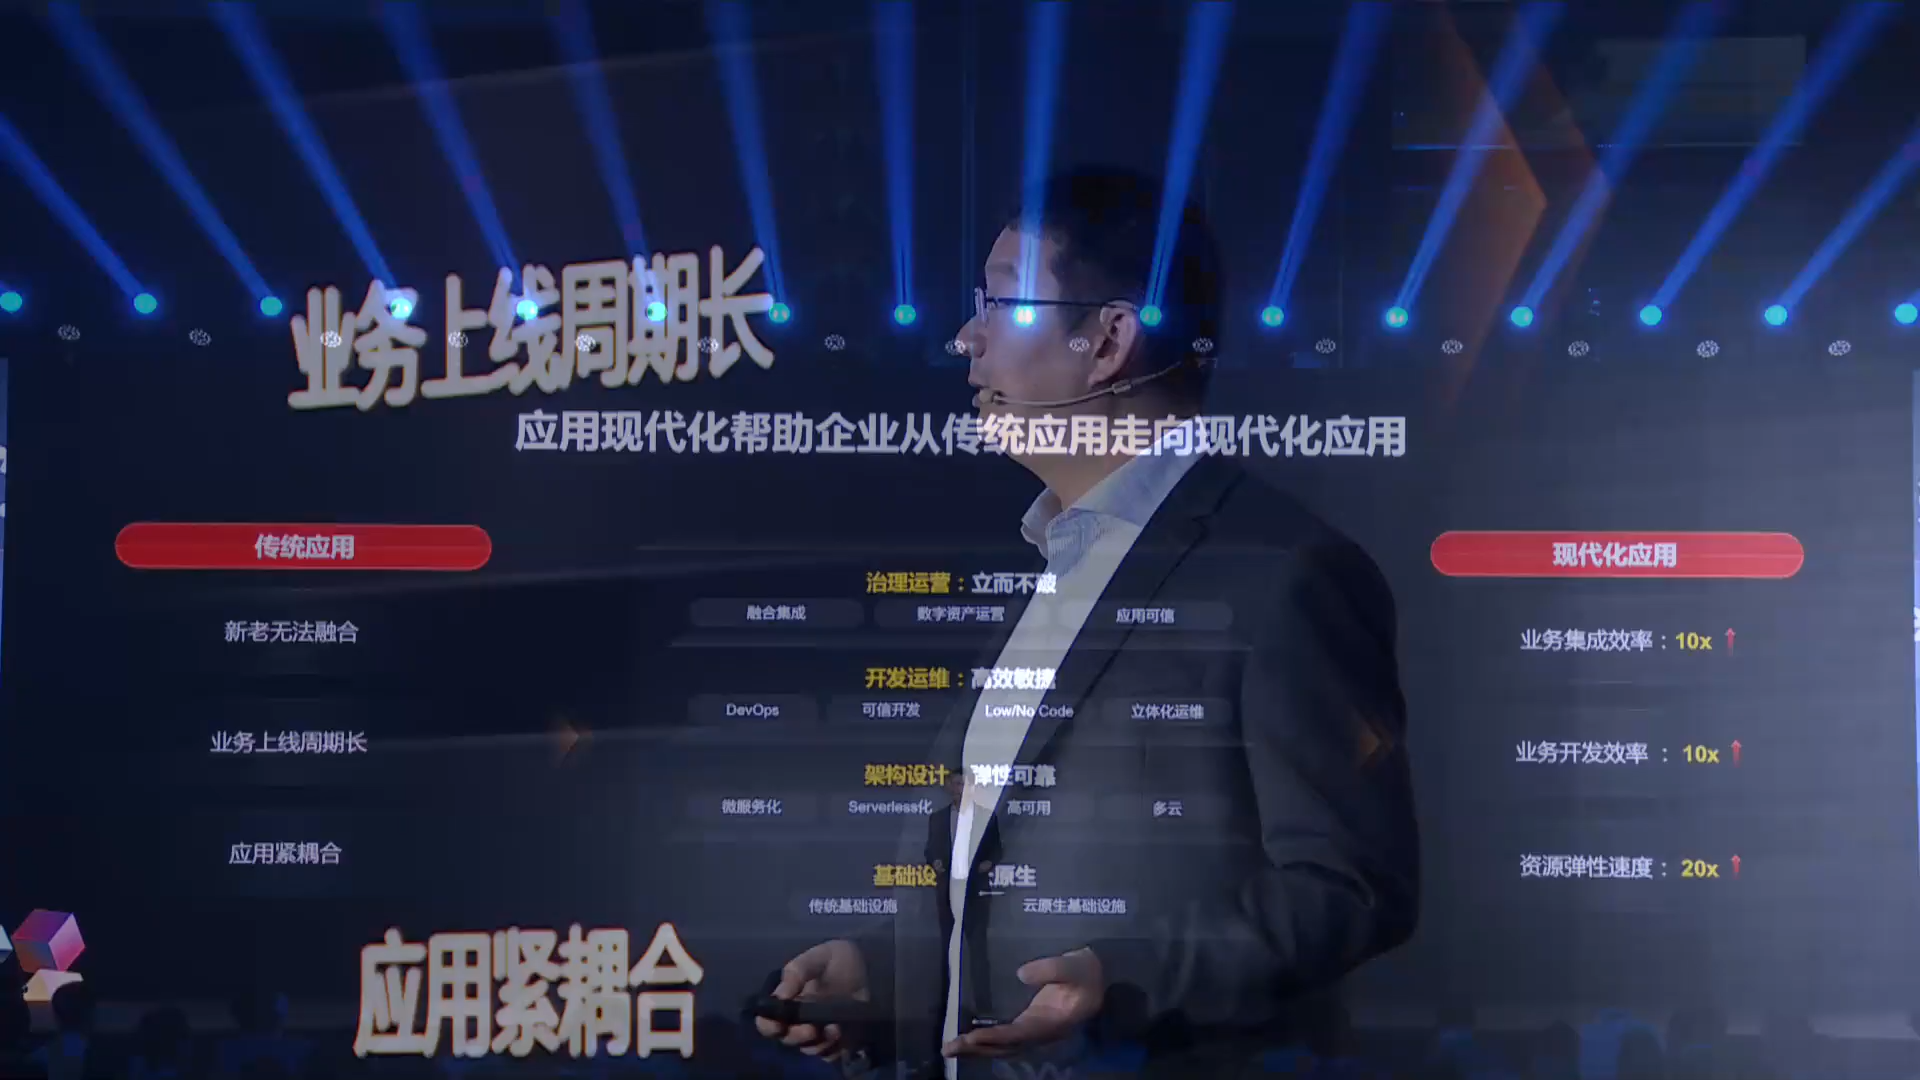 业务上线周期长
应用现代化帮助企业从传统应用走向现代化应用
传统应用
新老无法融合
业务上线周期长
应用紧耦合
治理运营：立而不破
融合集成 数字资产运营 应用可信
开发运维：高效敏捷
DevOps 可信开发 Low/No Code 立体化运维
架构设计 弹性可靠
微服务化 Serverless化 高可用 多云
基础设 云原生
传统基础设施 云原生基础设施
现代化应用
业务集成效率：10x ↑
业务开发效率 ：10x ↑
资源弹性速度：20x ↑
应用紧耦合